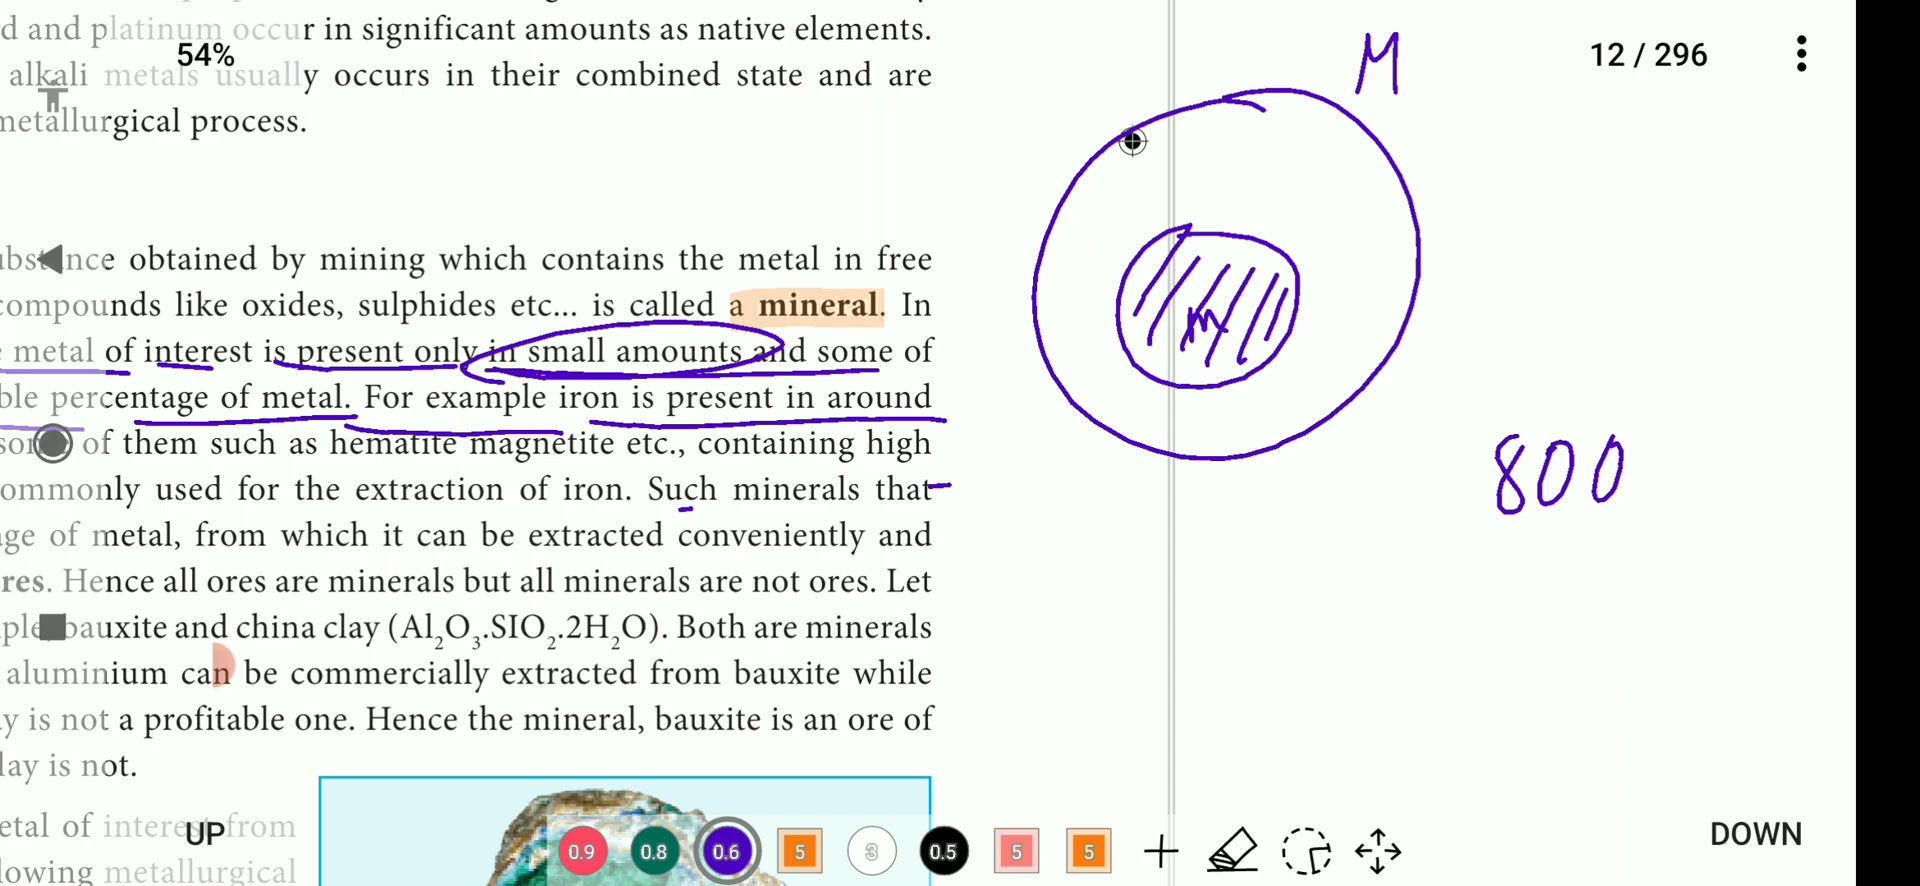 d and platinum occur in significant amounts as native elements.
54%
12 / 296
M
alkali metals usually occurs in their combined state and are
metallurgical process.
obtained by mining which contains the metal in free
compounds like oxides, sulphides etc... is called a mineral. In
metal of interest is present only in small amounts and some of
ble percentage of metal. For example iron is present in around
of them such as hematite magnetite etc., containing high
ommonly used for the extraction of iron. Such minerals that
age of metal, from which it can be extracted conveniently and
res. Hence all ores are minerals but all minerals are not ores. Let
bauxite and china clay (Al₂O₃.SIO₂.2H₂O). Both are minerals
aluminium can be commercially extracted from bauxite while
y is not a profitable one. Hence the mineral, bauxite is an ore of
lay is not.
M
800
etal of interest from
UP
DOWN
lowing metallurgical
0.9 0.8 0.6 5 3 0.5 5 5